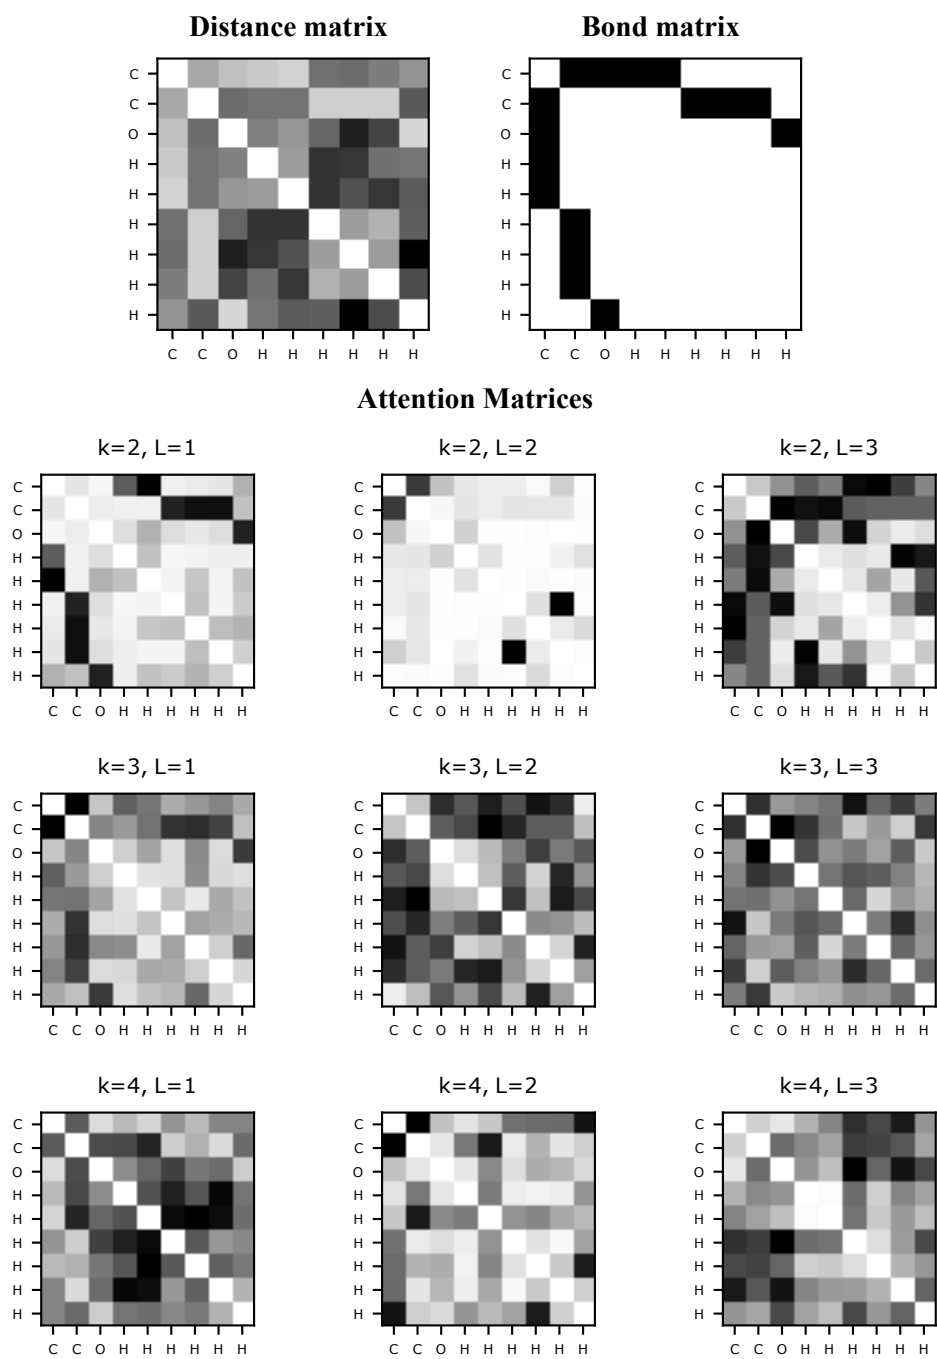 Distance matrix
Bond matrix
C
C
O
H
H
H
H
H
H
C C O H H H H H H
C
C
O
H
H
H
H
H
H
C C O H H H H H H
Attention Matrices
k=2, L=1
k=2, L=2
k=2, L=3
C
C
O
H
H
H
H
H
H
C C O H H H H H H
C
C
O
H
H
H
H
H
H
C C O H H H H H H
C
C
O
H
H
H
H
H
H
C C O H H H H H H
k=3, L=1
k=3, L=2
k=3, L=3
C
C
O
H
H
H
H
H
H
C C O H H H H H H
C
C
O
H
H
H
H
H
H
C C O H H H H H H
C
C
O
H
H
H
H
H
H
C C O H H H H H H
k=4, L=1
k=4, L=2
k=4, L=3
C
C
O
H
H
H
H
H
H
C C O H H H H H H
C
C
O
H
H
H
H
H
H
C C O H H H H H H
C
C
O
H
H
H
H
H
H
C C O H H H H H H